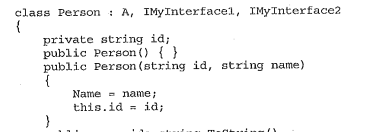 class Person : A, IMyInterface1, IMyInterface2
{
private string id;
public Person() { }
public Person(string id, string name)
{
Name = name;
this.id = id;
}